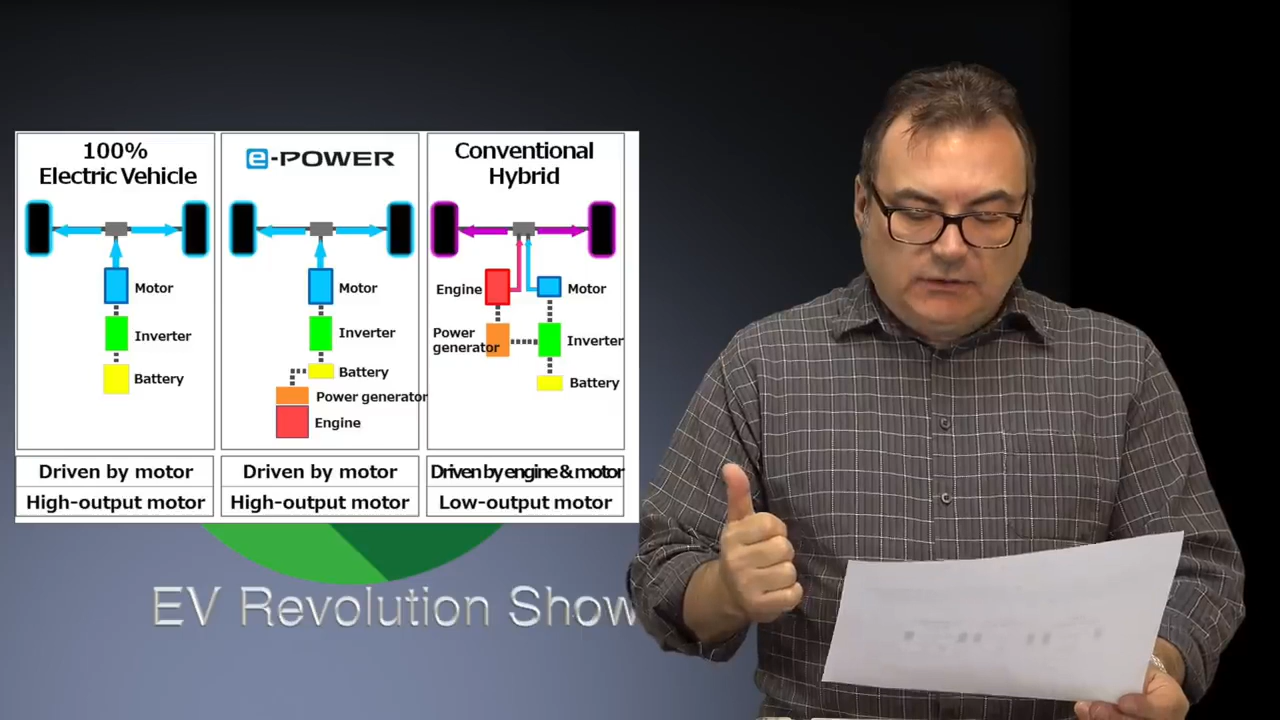 100%
Electric Vehicle
Motor
Inverter
Battery
Driven by motor
High-output motor
e-POWER
Motor
Inverter
Battery
Power generator
Engine
Driven by motor
High-output motor
Conventional
Hybrid
Engine
Motor
Power
generator
Inverter
Battery
Driven by engine & motor
Low-output motor
EV Revolution Show